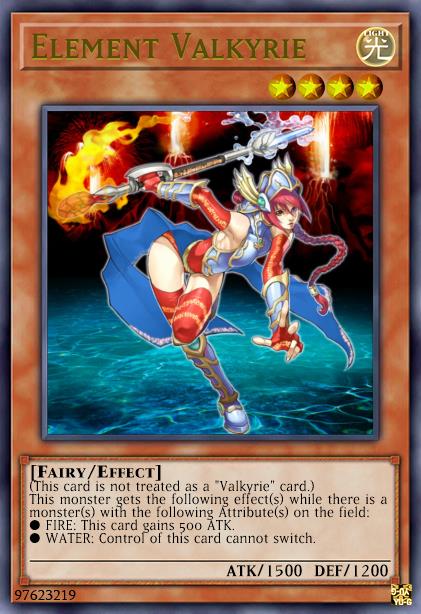 Element Valkyrie
LIGHT
光
[Fairy/Effect]
(This card is not treated as a "Valkyrie" card.)
This monster gets the following effect(s) while there is a
monster(s) with the following Attribute(s) on the field:
● FIRE: This card gains 500 ATK.
● WATER: Control of this card cannot switch.
ATK/1500 DEF/1200
97623219